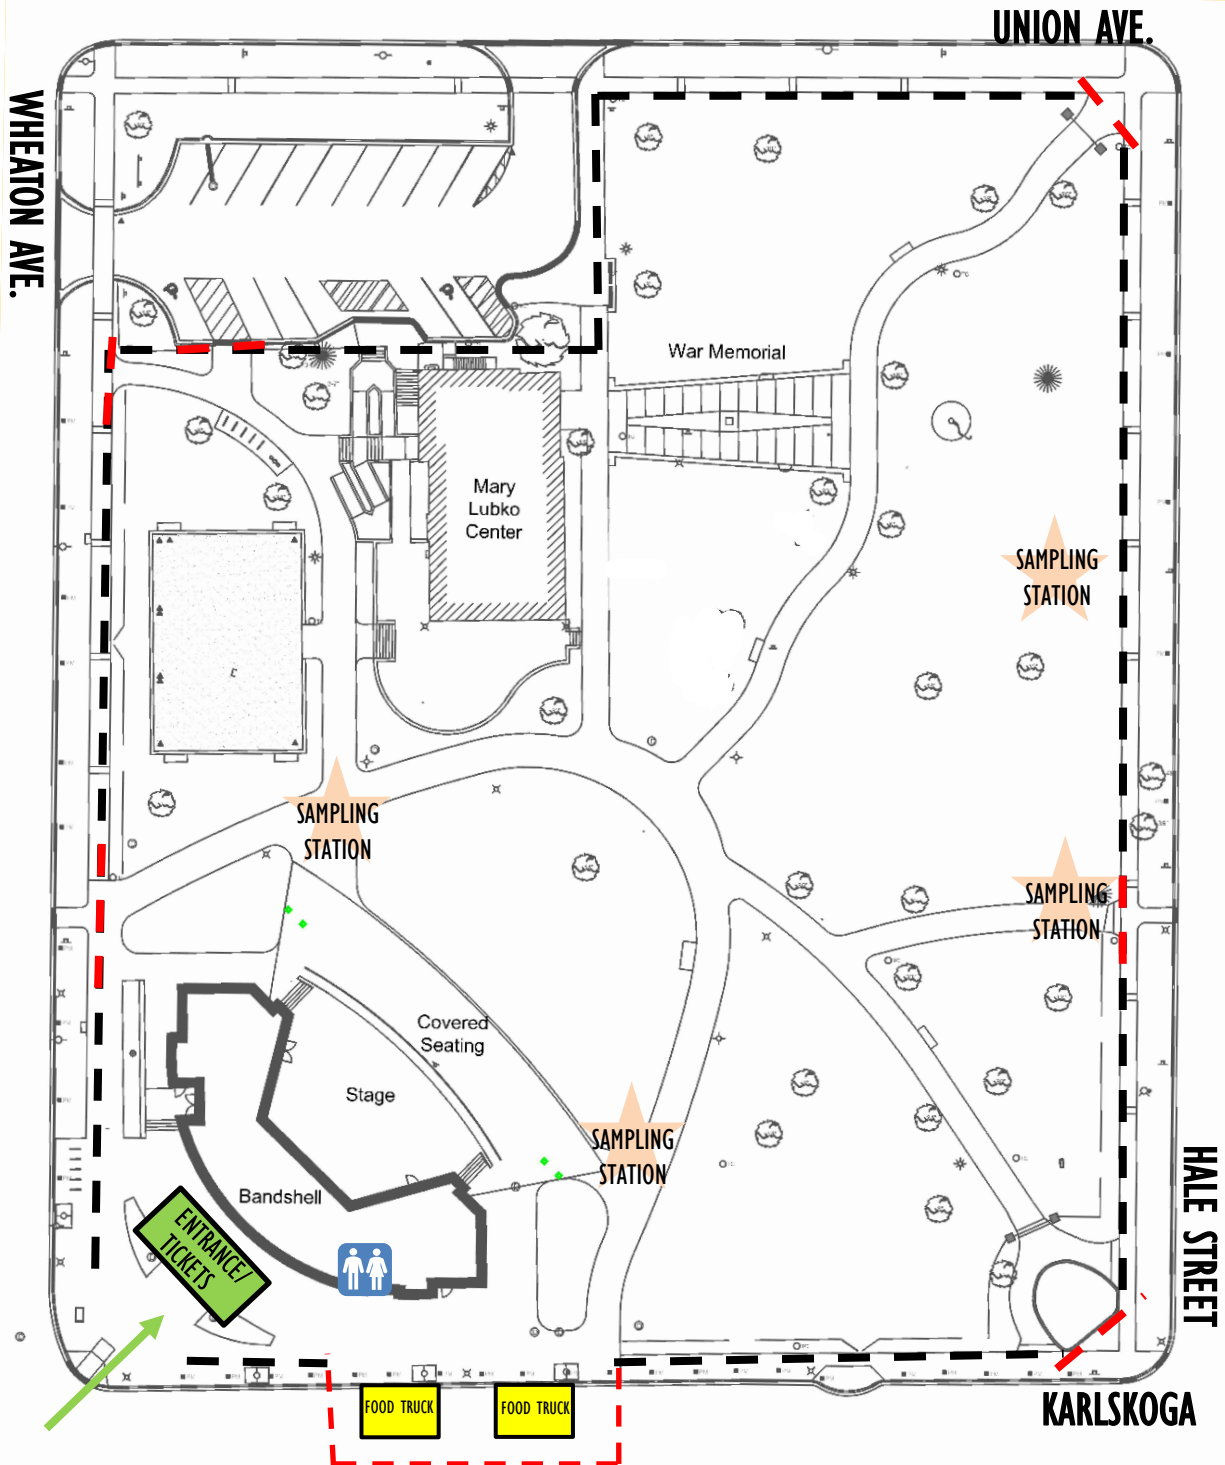 UNION AVE.
WHEATON AVE.
War Memorial
Mary
Lubko
Center
SAMPLING
STATION
SAMPLING
STATION
SAMPLING
STATION
Covered
Seating
Stage
SAMPLING
STATION
Bandshell
ENTRANCE/
TICKETS
HALE STREET
FOOD TRUCK
FOOD TRUCK
KARLSKOGA